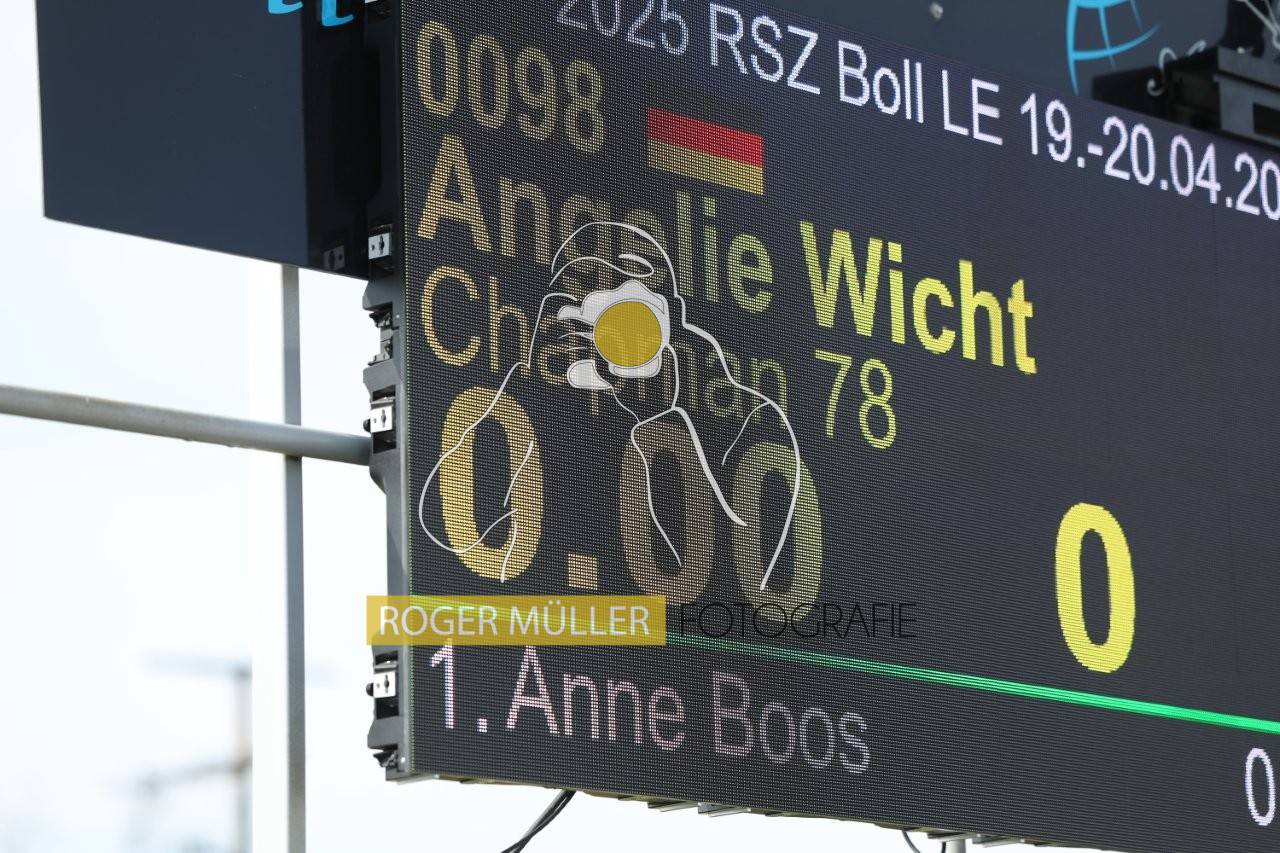 2025 RSZ Boll LE 19.-20.04.20
0098
Angelie Wicht
Chapman 78
0.00 0
ROGER MÜLLER FOTOGRAFIE
1. Anne Boos 0